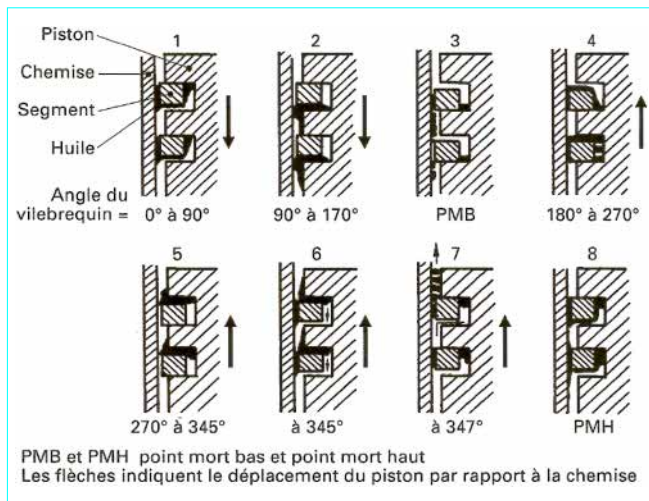 Piston
Chemise
Segment
Huile
Angle du
vilebrequin =
1
0° à 90°
2
90° à 170°
3
PMB
4
180° à 270°
5
270° à 345°
6
à 345°
7
à 347°
8
PMH
PMB et PMH point mort bas et point mort haut
Les flèches indiquent le déplacement du piston par rapport à la chemise